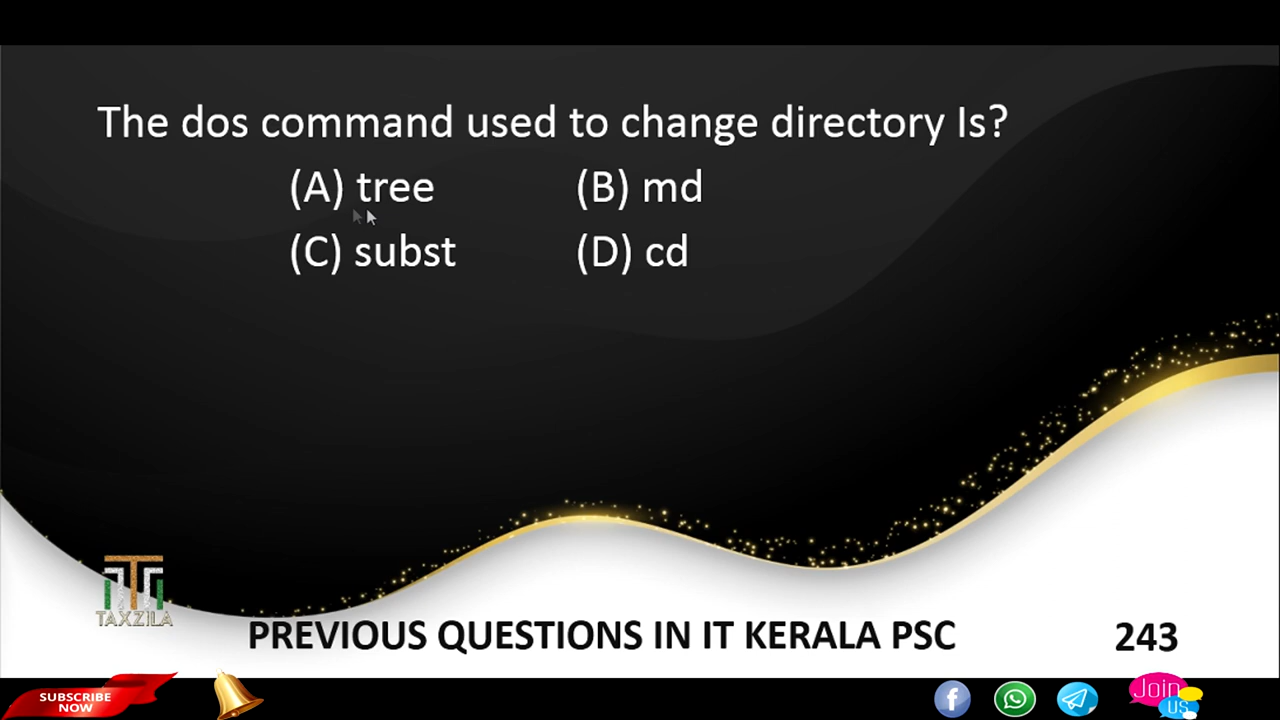 The dos command used to change directory Is?
(A) tree (B) md
(C) subst (D) cd
TAXZILA
PREVIOUS QUESTIONS IN IT KERALA PSC 243
SUBSCRIBE
NOW
Join
US